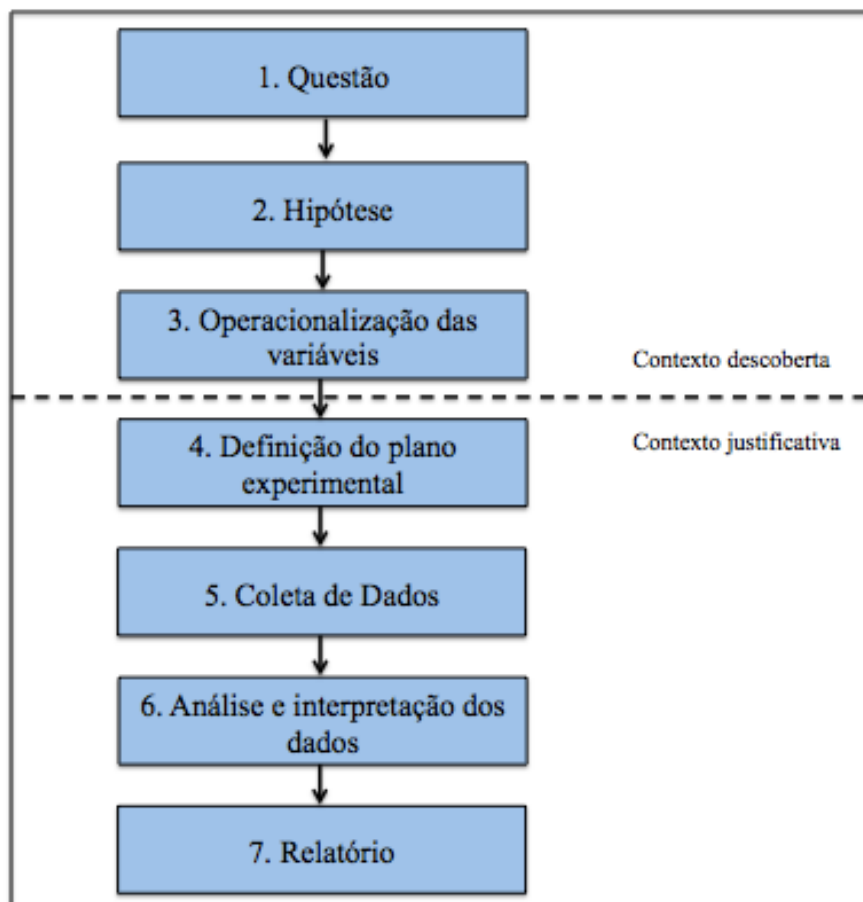 1. Questão
2. Hipótese
3. Operacionalização das
variáveis
Contexto descoberta
4. Definição do plano
experimental
Contexto justificativa
5. Coleta de Dados
6. Análise e interpretação dos
dados
7. Relatório